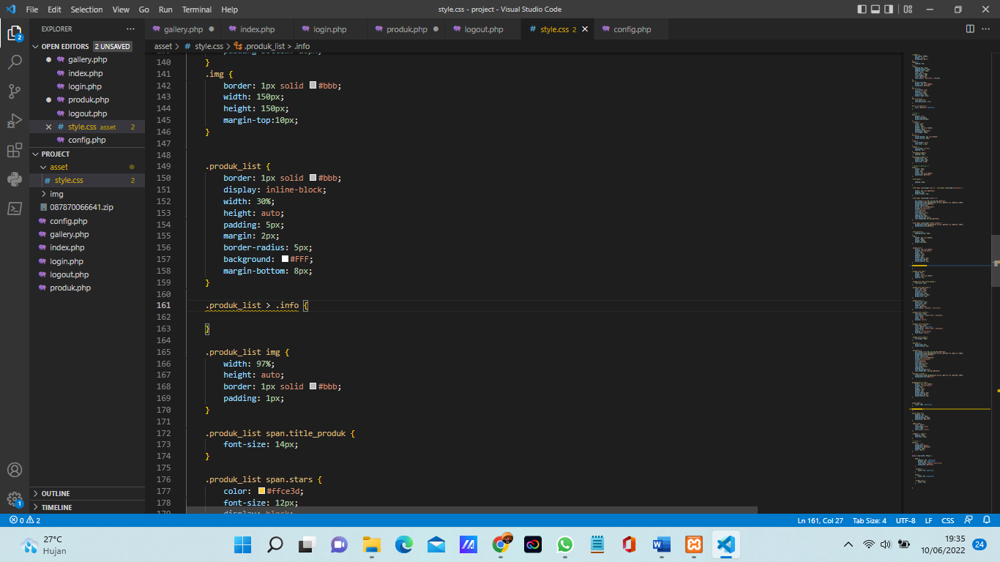 File Edit Selection View Go Run Terminal Help
style.css - project - Visual Studio Code
EXPLORER
gallery.php
index.php
login.php
produk.php
logout.php
style.css 2
config.php
OPEN EDITORS 2 UNSAVED
gallery.php
index.php
login.php
produk.php
logout.php
style.css asset 2
config.php
PROJECT
asset
style.css 2
img
087870066641.zip
config.php
gallery.php
index.php
login.php
logout.php
produk.php
OUTLINE
TIMELINE
2
1
asset > style.css > .produk_list > .info
140 }
141 .img {
142 border: 1px solid #bbb;
143 width: 150px;
144 height: 150px;
145 margin-top:10px;
146 }
147
148
149 .produk_list {
150 border: 1px solid #bbb;
151 display: inline-block;
152 width: 30%;
153 height: auto;
154 padding: 5px;
155 margin: 2px;
156 border-radius: 5px;
157 background: #FFF;
158 margin-bottom: 8px;
159 }
160
161 .produk_list > .info {
162
163 }
164
165 .produk_list img {
166 width: 97%;
167 height: auto;
168 border: 1px solid #bbb;
169 padding: 1px;
170 }
171
172 .produk_list span.title_produk {
173 font-size: 14px;
174 }
175
176 .produk_list span.stars {
177 color: #ffce3d;
178 font-size: 12px;
179 display: block;
0 2
Ln 161, Col 27 Tab Size: 4 UTF-8 LF CSS
27°C
Hujan
19:35
10/06/2022
24